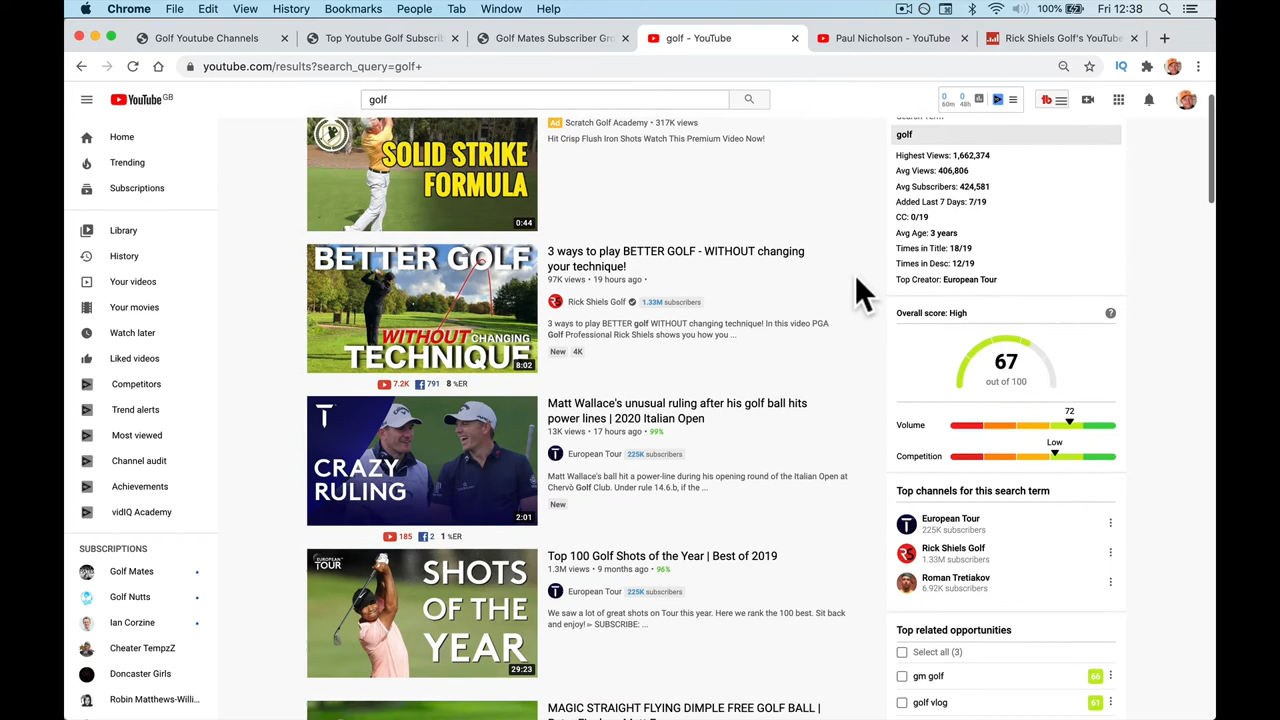 Chrome File Edit View History Bookmarks People Tab Window Help 100% Fri 12:38
Golf Youtube Channels Top Youtube Golf Subscrib Golf Mates Subscriber Gro golf - YouTube Paul Nicholson - YouTube Rick Shiels Golf's YouTube
youtube.com/results?search_query=golf+
YouTube GB
golf
0 0
60m 48h
Home
Trending
Subscriptions
Library
History
Your videos
Your movies
Watch later
Liked videos
Competitors
Trend alerts
Most viewed
Channel audit
Achievements
vidIQ Academy
SUBSCRIPTIONS
Golf Mates
Golf Nutts
Ian Corzine
Cheater TempzZ
Doncaster Girls
Robin Matthews-Willi...
SOLID STRIKE
FORMULA
0:44
Ad Scratch Golf Academy • 317K views
Hit Crisp Flush Iron Shots Watch This Premium Video Now!
BETTER GOLF
WITHOUT CHANGING
TECHNIQUE
8:02
7.2K 791 8 %ER
3 ways to play BETTER GOLF - WITHOUT changing
your technique!
97K views • 19 hours ago •
Rick Shiels Golf 1.33M subscribers
3 ways to play BETTER golf WITHOUT changing technique! In this video PGA
Golf Professional Rick Shiels shows you how you ...
New 4K
CRAZY
RULING
2:01
185 2 1 %ER
Matt Wallace's unusual ruling after his golf ball hits
power lines | 2020 Italian Open
13K views • 17 hours ago • 99%
European Tour 225K subscribers
Matt Wallace's ball hit a power-line during his opening round of the Italian Open at
Chervò Golf Club. Under rule 14.6.b, if the ...
New
EUROPEAN
TOUR
SHOTS
OF THE
YEAR
29:23
Top 100 Golf Shots of the Year | Best of 2019
1.3M views • 9 months ago • 96%
European Tour 225K subscribers
We saw a lot of great shots on Tour this year. Here we rank the 100 best. Sit back
and enjoy! ▻ SUBSCRIBE: ...
MAGIC STRAIGHT FLYING DIMPLE FREE GOLF BALL |
golf
Highest Views: 1,662,374
Avg Views: 406,806
Avg Subscribers: 424,581
Added Last 7 Days: 7/19
CC: 0/19
Avg Age: 3 years
Times in Title: 18/19
Times in Desc: 12/19
Top Creator: European Tour
Overall score: High
67
out of 100
72
Volume
Low
Competition
Top channels for this search term
European Tour
225K subscribers
Rick Shiels Golf
1.33M subscribers
Roman Tretiakov
6.92K subscribers
Top related opportunities
Select all (3)
gm golf 66
golf vlog 61